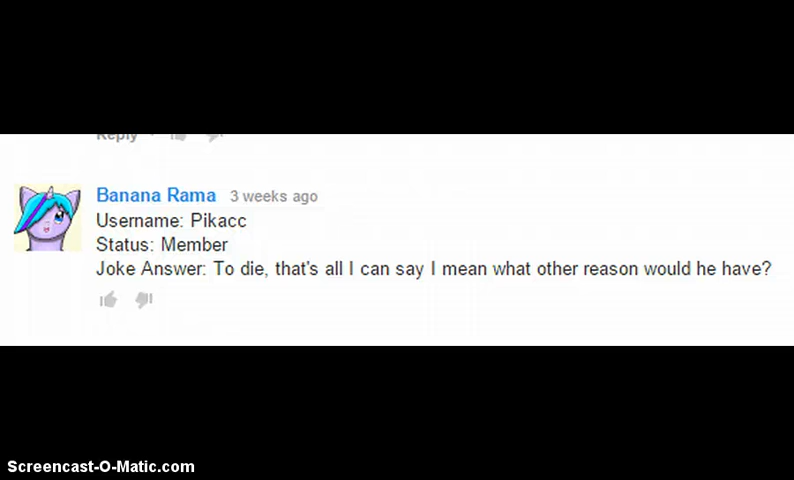 Reply
Banana Rama 3 weeks ago
Username: Pikacc
Status: Member
Joke Answer: To die, that's all I can say I mean what other reason would he have?
Screencast-O-Matic.com